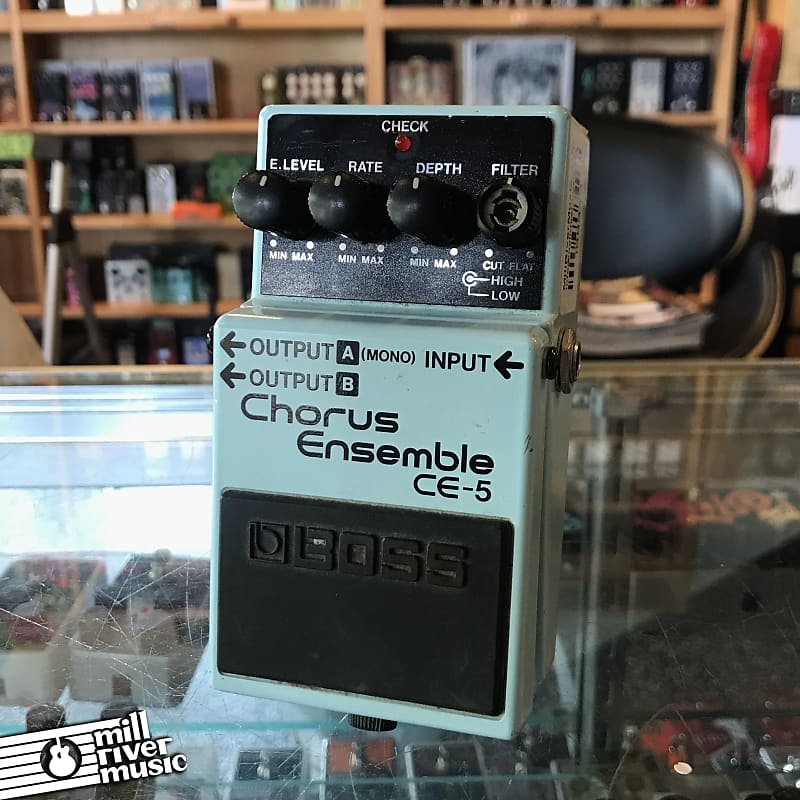 CHECK
E.LEVEL RATE DEPTH FILTER
MIN MAX MIN MAX MIN MAX CUT FLAT
HIGH
LOW
OUTPUT A (MONO) INPUT
OUTPUT B
Chorus
Ensemble
CE-5
BOSS
mill
river
music